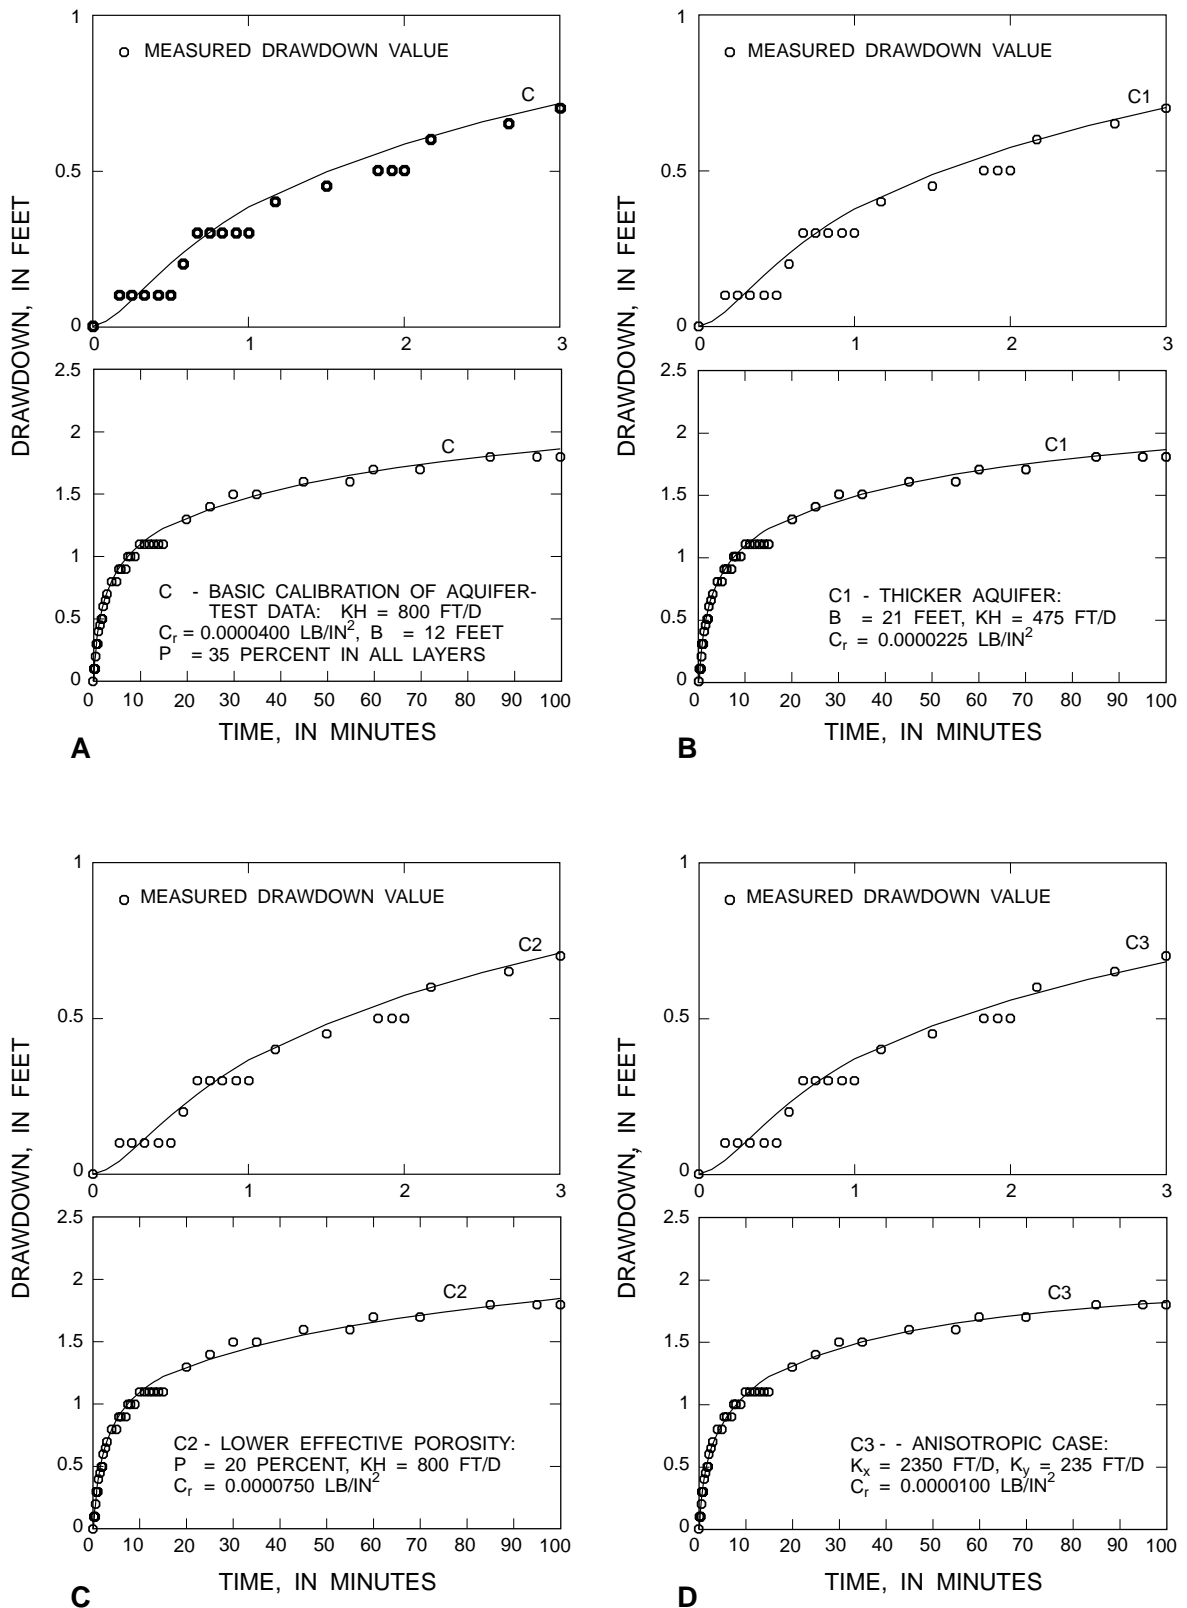 DRAWDOWN, IN FEET
1
0.5
0
MEASURED DRAWDOWN VALUE
C
0 1 2 3
2.5
2
1.5
1
0.5
0
C
C - BASIC CALIBRATION OF AQUIFER-
TEST DATA: KH = 800 FT/D
Cr = 0.0000400 LB/IN2, B = 12 FEET
P = 35 PERCENT IN ALL LAYERS
0 10 20 30 40 50 60 70 80 90 100
TIME, IN MINUTES
A
DRAWDOWN, IN FEET
1
0.5
0
MEASURED DRAWDOWN VALUE
C1
0 1 2 3
2.5
2
1.5
1
0.5
0
C1
C1 - THICKER AQUIFER:
B = 21 FEET, KH = 475 FT/D
Cr = 0.0000225 LB/IN2
0 10 20 30 40 50 60 70 80 90 100
TIME, IN MINUTES
B
DRAWDOWN, IN FEET
1
0.5
0
MEASURED DRAWDOWN VALUE
C2
0 1 2 3
2.5
2
1.5
1
0.5
0
C2
C2 - LOWER EFFECTIVE POROSITY:
P = 20 PERCENT, KH = 800 FT/D
Cr = 0.0000750 LB/IN2
0 10 20 30 40 50 60 70 80 90 100
TIME, IN MINUTES
C
DRAWDOWN, IN FEET
1
0.5
0
MEASURED DRAWDOWN VALUE
C3
0 1 2 3
2.5
2
1.5
1
0.5
0
C3
C3 - - ANISOTROPIC CASE:
Kx = 2350 FT/D, Ky = 235 FT/D
Cr = 0.0000100 LB/IN2
0 10 20 30 40 50 60 70 80 90 100
TIME, IN MINUTES
D